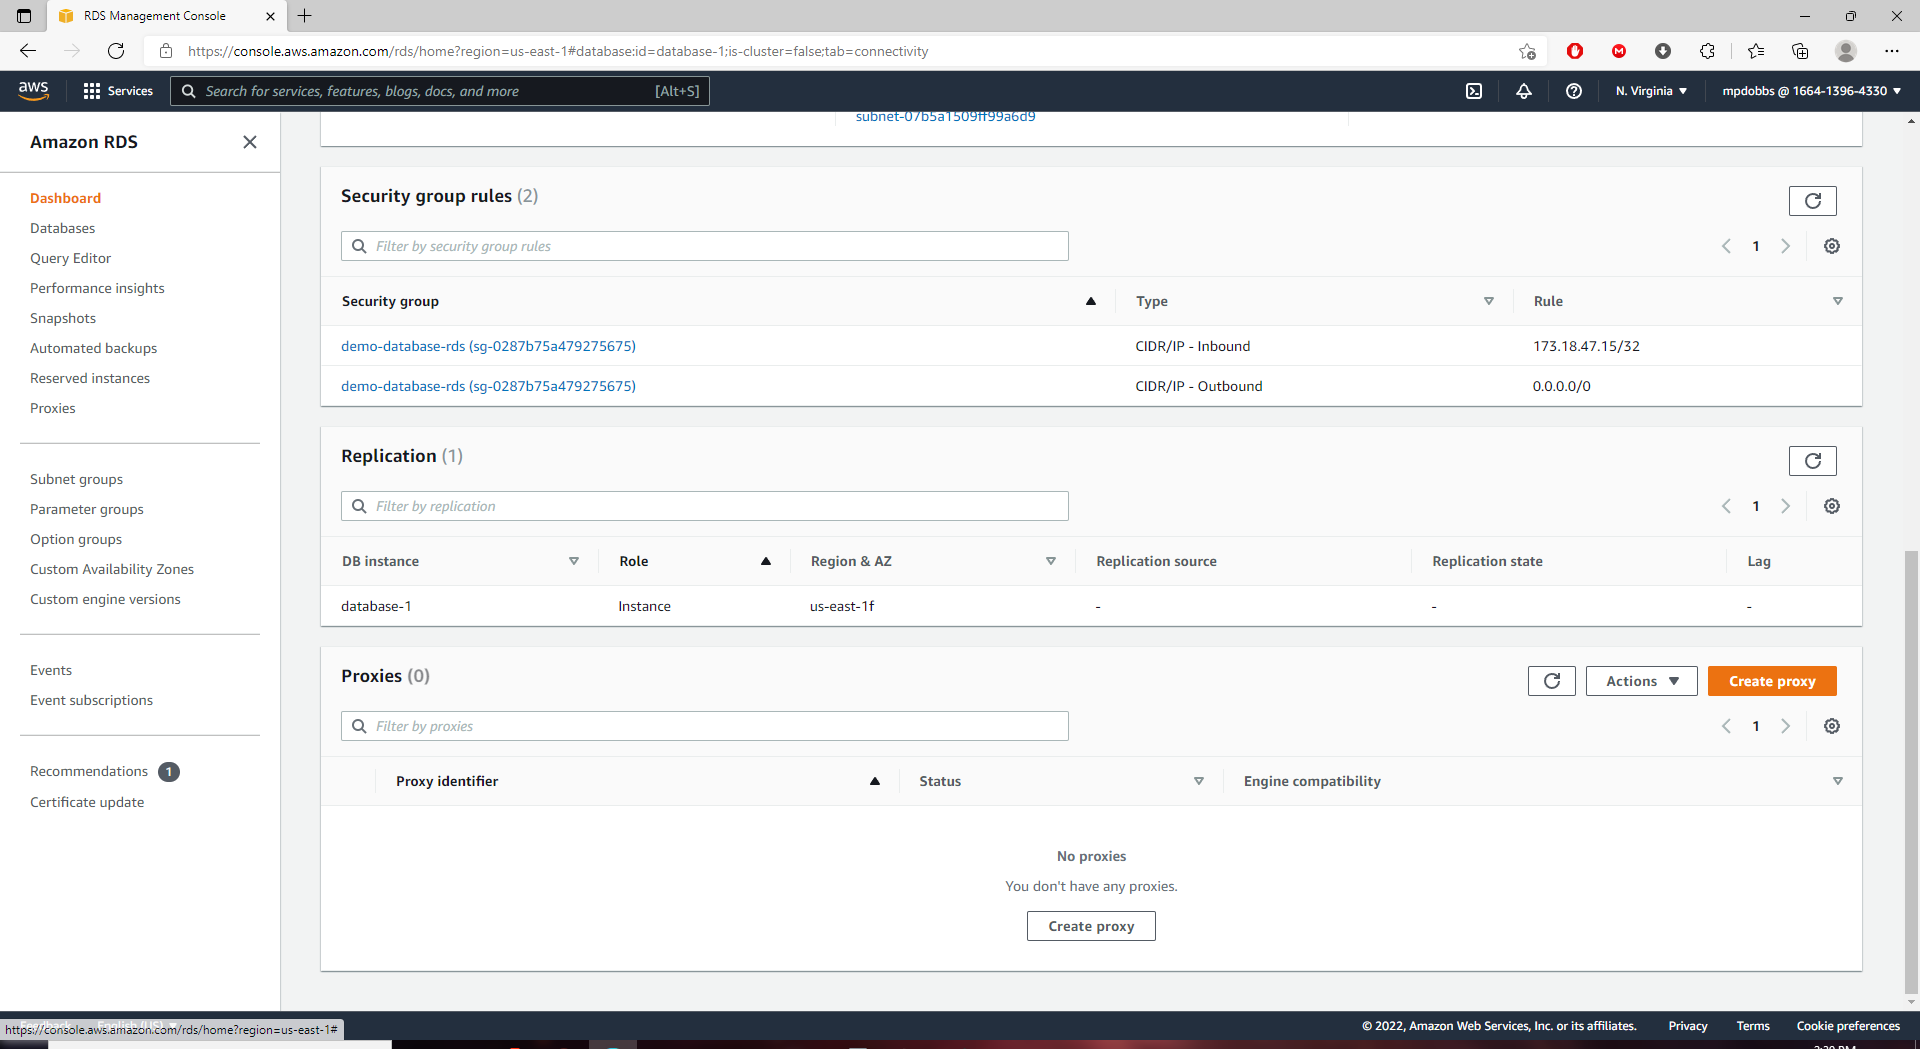 RDS Management Console
https://console.aws.amazon.com/rds/home?region=us-east-1#database:id=database-1;is-cluster=false;tab=connectivity
aws
Services
Search for services, features, blogs, docs, and more [Alt+S]
N. Virginia
mpdobbs @ 1664-1396-4330
Amazon RDS
Dashboard
Databases
Query Editor
Performance insights
Snapshots
Automated backups
Reserved instances
Proxies
Subnet groups
Parameter groups
Option groups
Custom Availability Zones
Custom engine versions
Events
Event subscriptions
Recommendations 1
Certificate update
subnet-07b5a1509ff99a6d9
Security group rules (2)
Filter by security group rules
1
Security group Type Rule
demo-database-rds (sg-0287b75a479275675) CIDR/IP - Inbound 173.18.47.15/32
demo-database-rds (sg-0287b75a479275675) CIDR/IP - Outbound 0.0.0.0/0
Replication (1)
Filter by replication
1
DB instance Role Region & AZ Replication source Replication state Lag
database-1 Instance us-east-1f - - -
Proxies (0)
Actions
Create proxy
Filter by proxies
1
Proxy identifier Status Engine compatibility
No proxies
You don't have any proxies.
Create proxy
https://console.aws.amazon.com/rds/home?region=us-east-1#
© 2022, Amazon Web Services, Inc. or its affiliates. Privacy Terms Cookie preferences